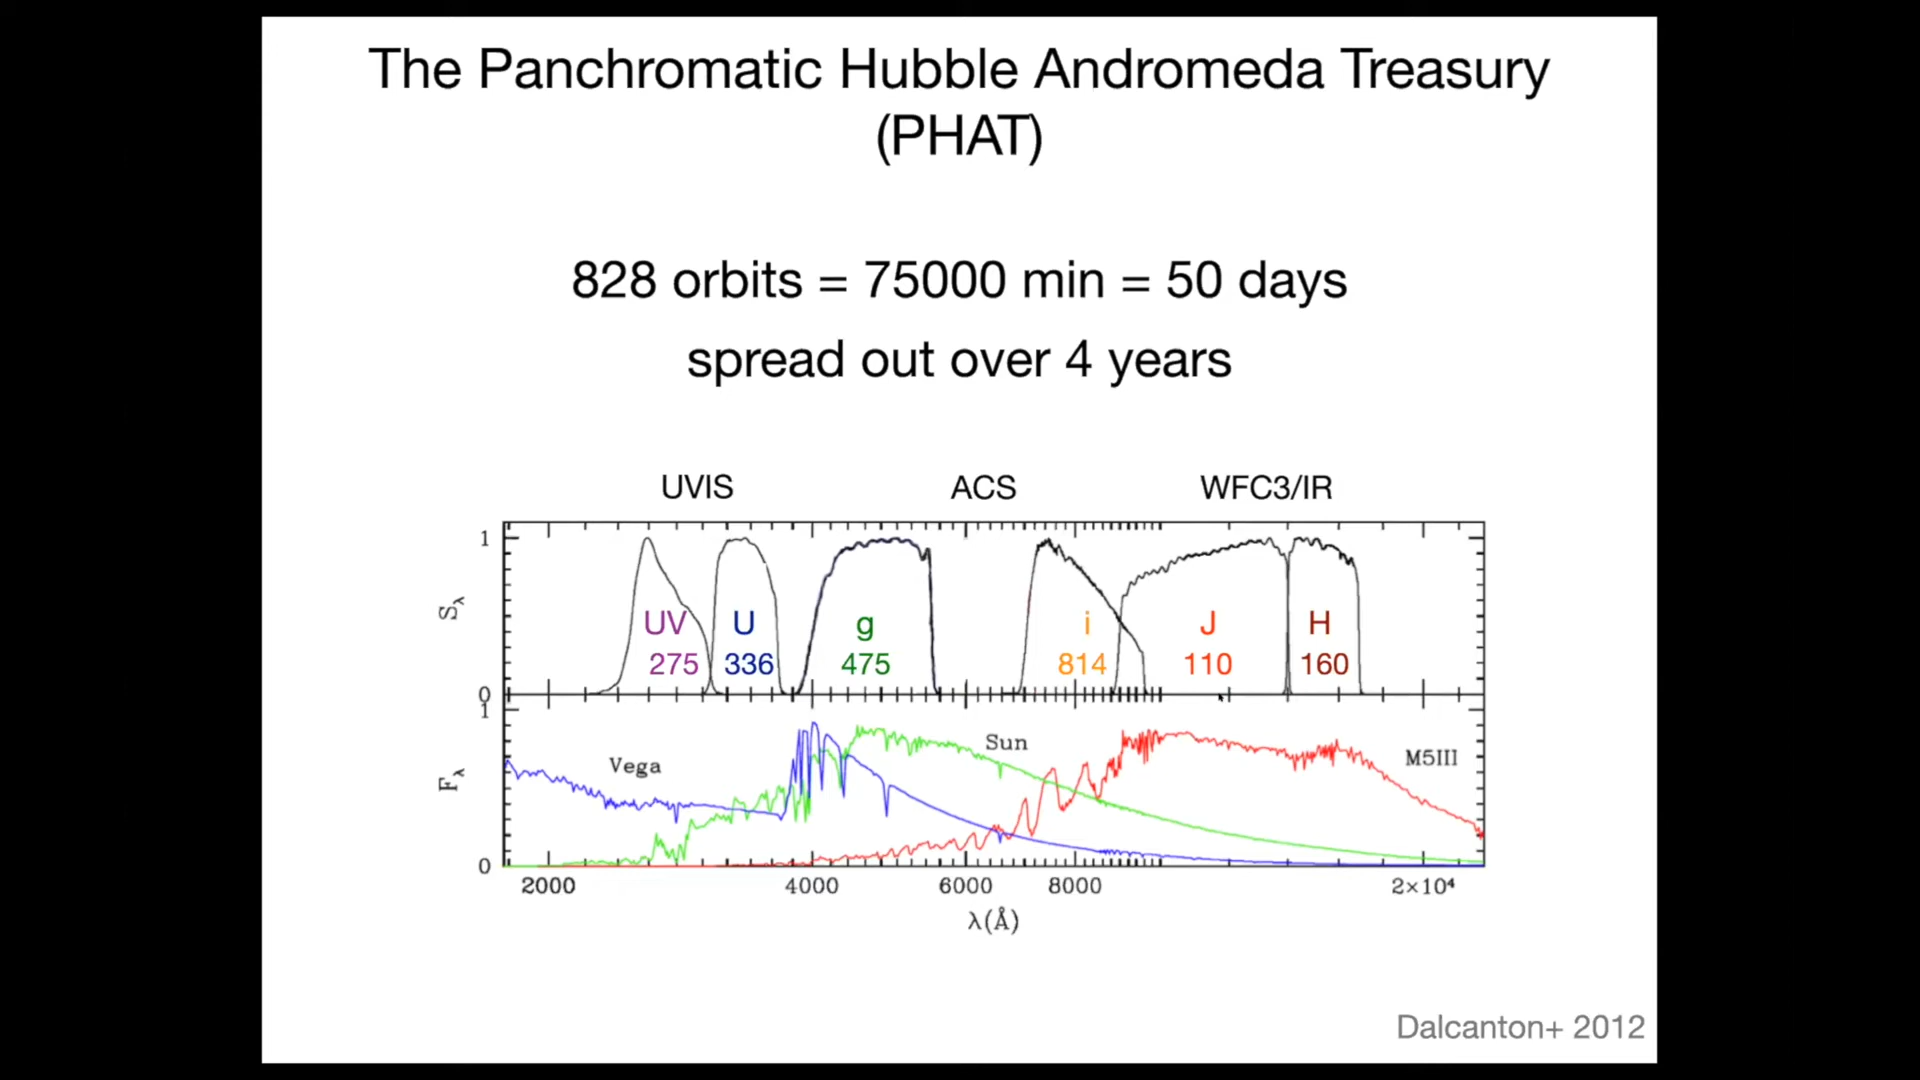 The Panchromatic Hubble Andromeda Treasury
(PHAT)
828 orbits = 75000 min = 50 days
spread out over 4 years
UVIS ACS WFC3/IR
1
Sλ
UV U g i J H
275 336 475 814 110 160
0
1
Vega Sun M5III
Fλ
0
2000 4000 6000 8000 2×10⁴
λ(Å)
Dalcanton+ 2012